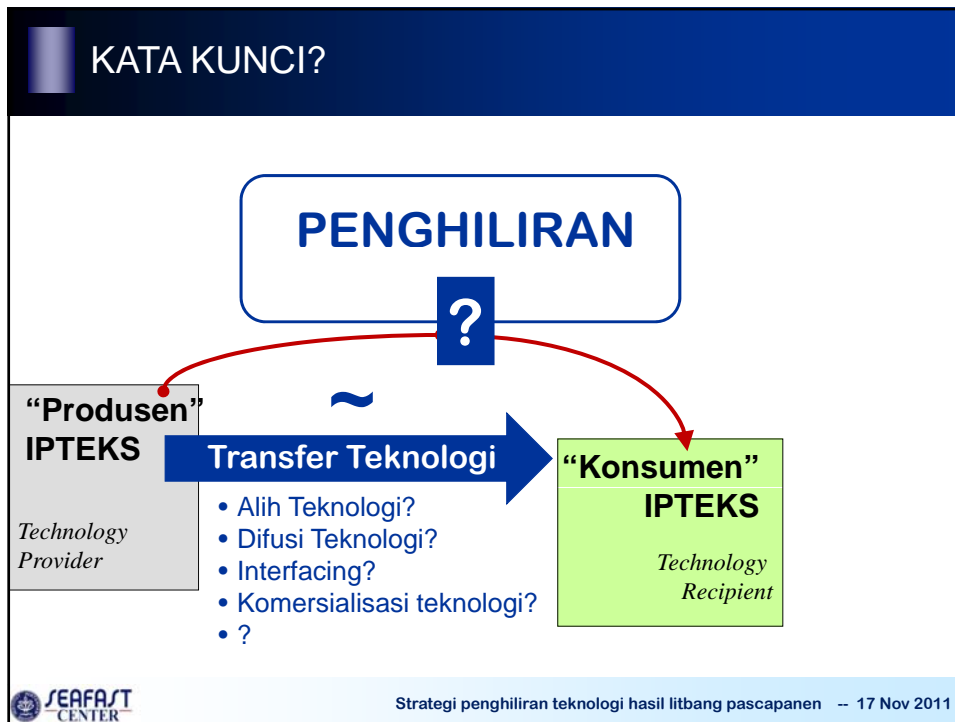 KATA KUNCI?
PENGHILIRAN
?
~
“Produsen”
IPTEKS
Technology
Provider
Transfer Teknologi
• Alih Teknologi?
• Difusi Teknologi?
• Interfacing?
• Komersialisasi teknologi?
• ?
“Konsumen”
IPTEKS
Technology
Recipient
SEAFAST
CENTER
Strategi penghiliran teknologi hasil litbang pascapanen -- 17 Nov 2011